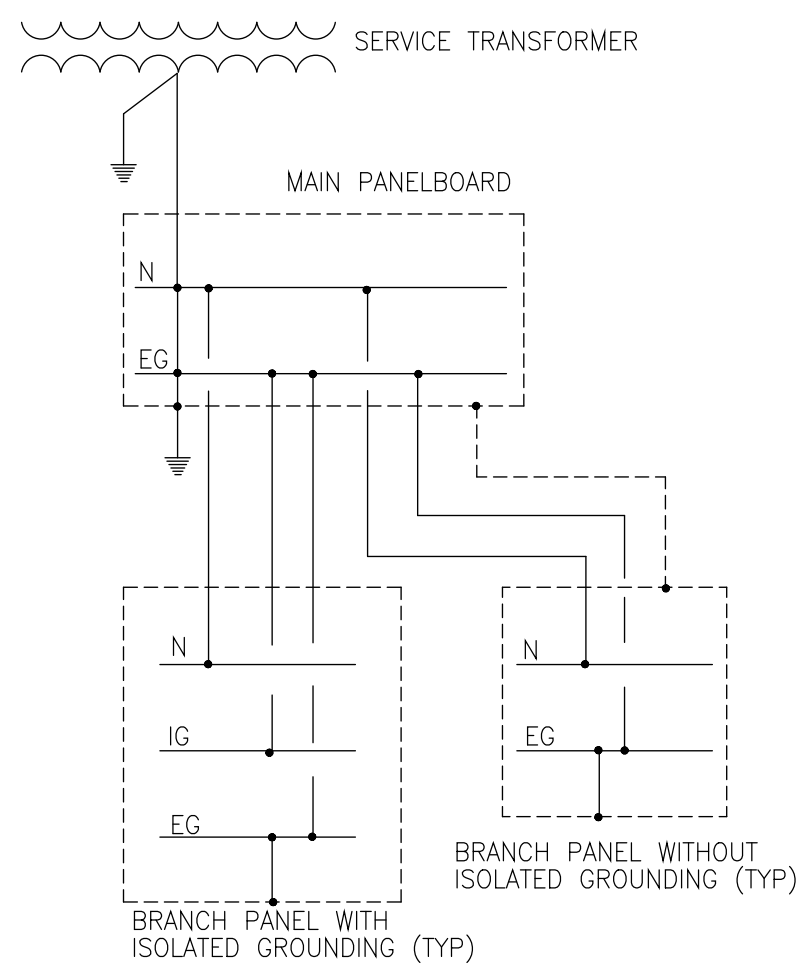 SERVICE TRANSFORMER
MAIN PANELBOARD
N
EG
N
IG
EG
BRANCH PANEL WITH
ISOLATED GROUNDING (TYP)
N
EG
BRANCH PANEL WITHOUT
ISOLATED GROUNDING (TYP)